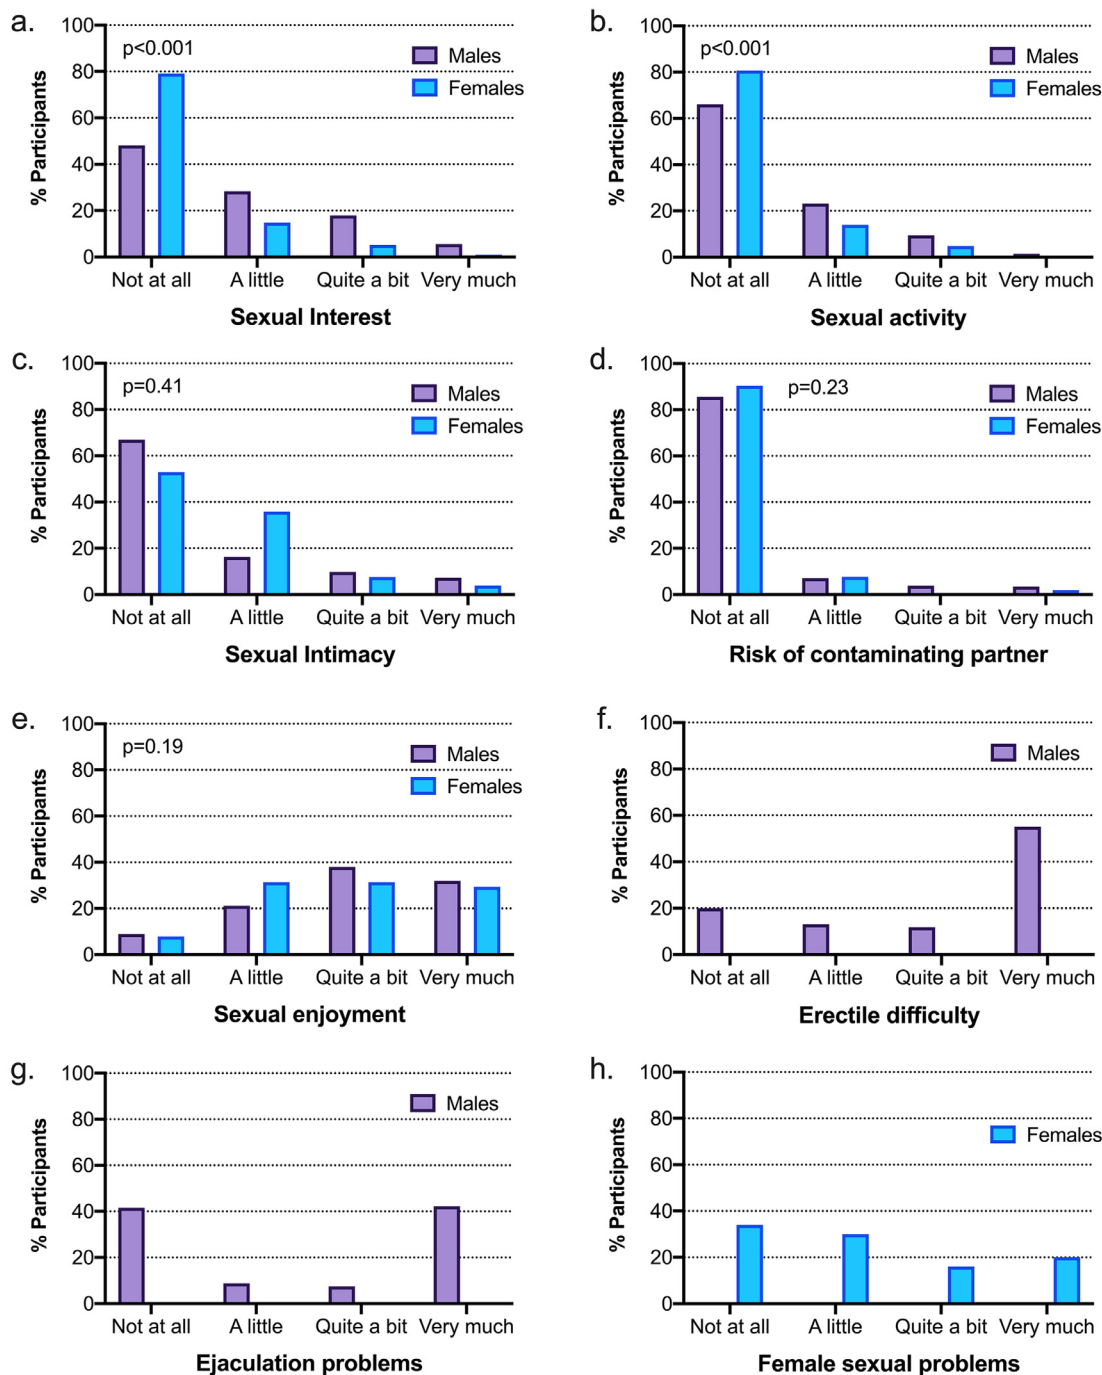 a.
100
80
60
40
20
0
% Participants
p<0.001
Males
Females
Not at all A little Quite a bit Very much
Sexual Interest
b.
100
80
60
40
20
0
% Participants
p<0.001
Males
Females
Not at all A little Quite a bit Very much
Sexual activity
c.
100
80
60
40
20
0
% Participants
p=0.41
Males
Females
Not at all A little Quite a bit Very much
Sexual Intimacy
d.
100
80
60
40
20
0
% Participants
p=0.23
Males
Females
Not at all A little Quite a bit Very much
Risk of contaminating partner
e.
100
80
60
40
20
0
% Participants
p=0.19
Males
Females
Not at all A little Quite a bit Very much
Sexual enjoyment
f.
100
80
60
40
20
0
% Participants
Males
Not at all A little Quite a bit Very much
Erectile difficulty
g.
100
80
60
40
20
0
% Participants
Males
Not at all A little Quite a bit Very much
Ejaculation problems
h.
100
80
60
40
20
0
% Participants
Females
Not at all A little Quite a bit Very much
Female sexual problems